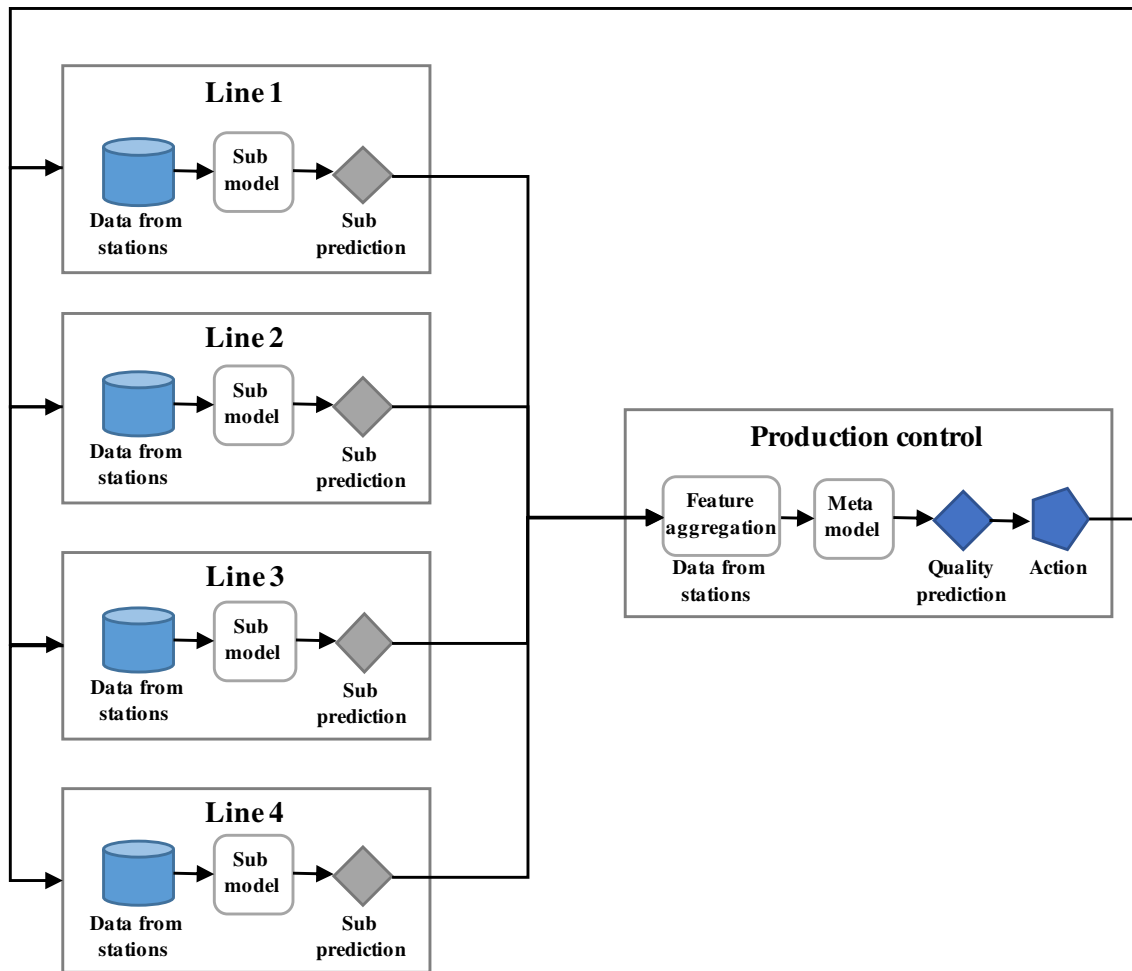 Line 1
Sub
model
Data from
stations
Sub
prediction
Line 2
Sub
model
Data from
stations
Sub
prediction
Line 3
Sub
model
Data from
stations
Sub
prediction
Line 4
Sub
model
Data from
stations
Sub
prediction
Production control
Feature
aggregation
Data from
stations
Meta
model
Quality
prediction
Action